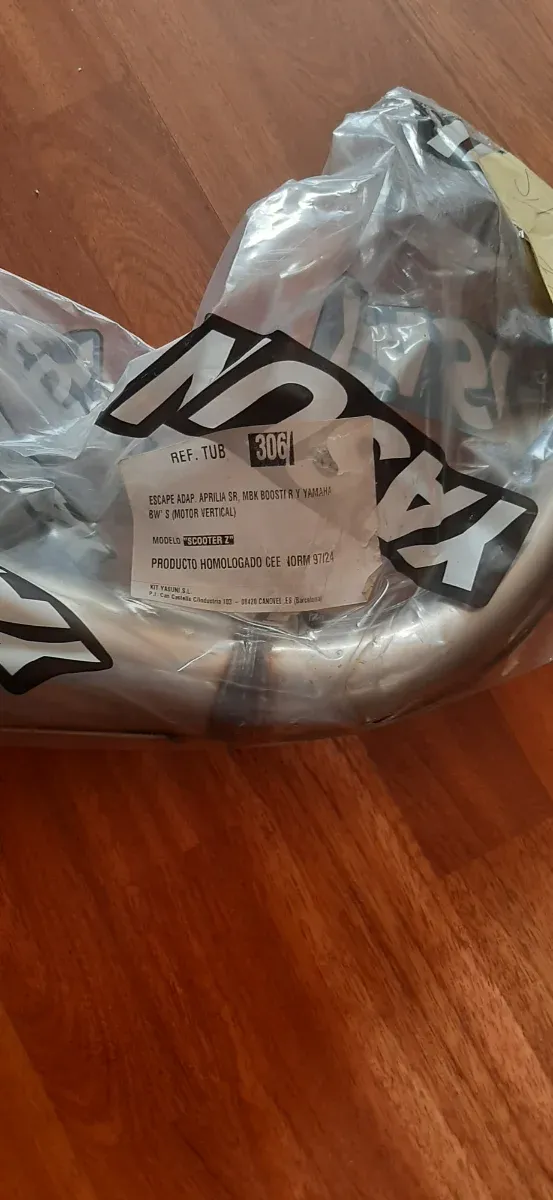 YASUNI
REF. TUB 306/
ESCAPE ADAP. APRILIA SR, MBK BOOSTER Y YAMAHA
BW'S (MOTOR VERTICAL)
MODELO "SCOOTER Z"
PRODUCTO HOMOLOGADO CEE NORM 97/24
KIT YASUNI S.L.